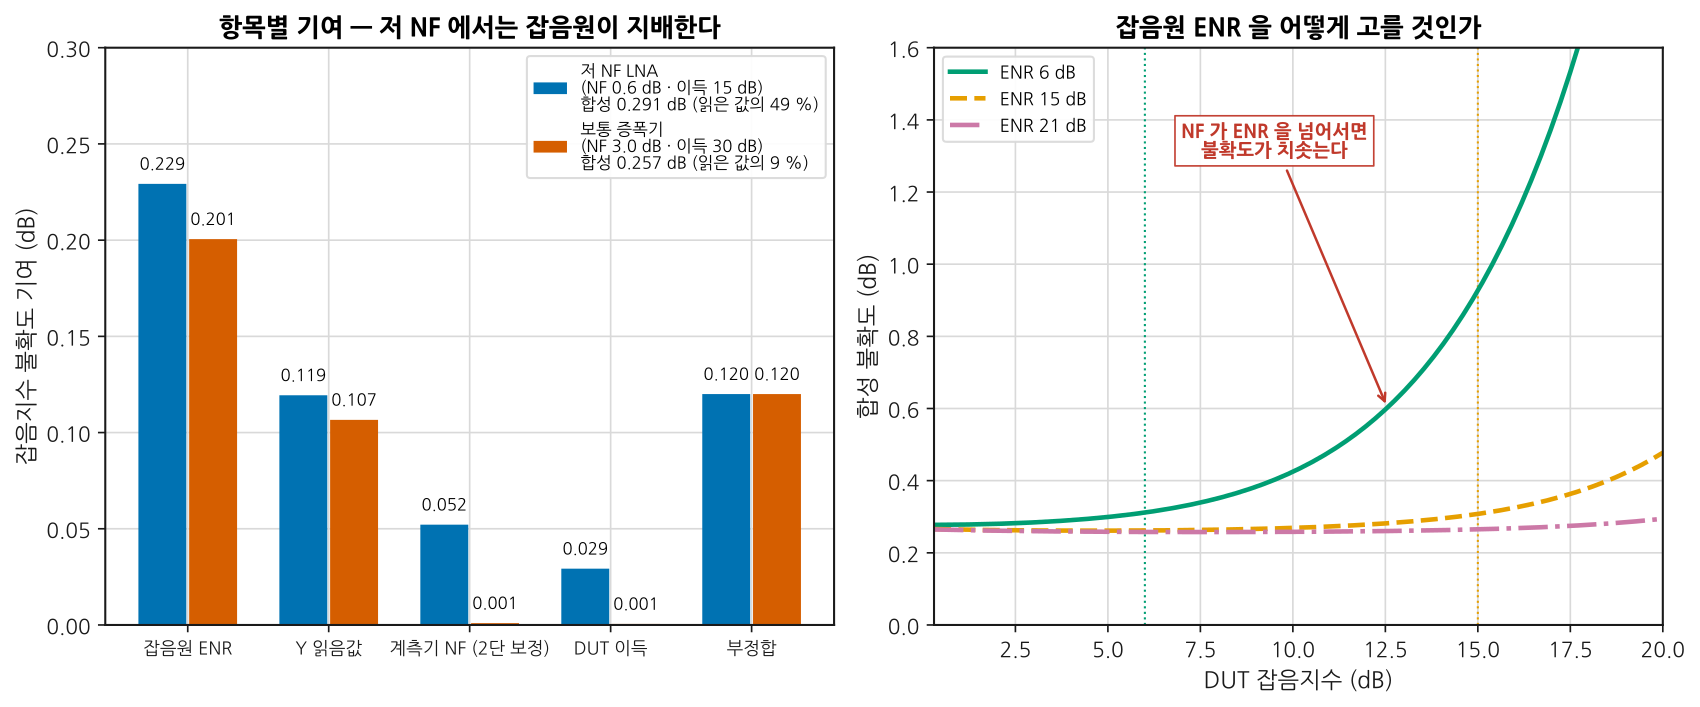 항목별 기여 — 저 NF 에서는 잡음원이 지배한다
잡음지수 불확도 기여 (dB)
0.30
0.25
0.20
0.15
0.10
0.05
0.00
저 NF LNA
(NF 0.6 dB · 이득 15 dB)
합성 0.291 dB (읽은 값의 49 %)
보통 증폭기
(NF 3.0 dB · 이득 30 dB)
합성 0.257 dB (읽은 값의 9 %)
0.229
0.201
0.119
0.107
0.052
0.001
0.029
0.001
0.120
0.120
잡음원 ENR
Y 읽음값
계측기 NF (2단 보정)
DUT 이득
부정합
잡음원 ENR 을 어떻게 고를 것인가
합성 불확도 (dB)
1.6
1.4
1.2
1.0
0.8
0.6
0.4
0.2
0.0
ENR 6 dB
ENR 15 dB
ENR 21 dB
NF 가 ENR 을 넘어서면
불확도가 치솟는다
2.5
5.0
7.5
10.0
12.5
15.0
17.5
20.0
DUT 잡음지수 (dB)